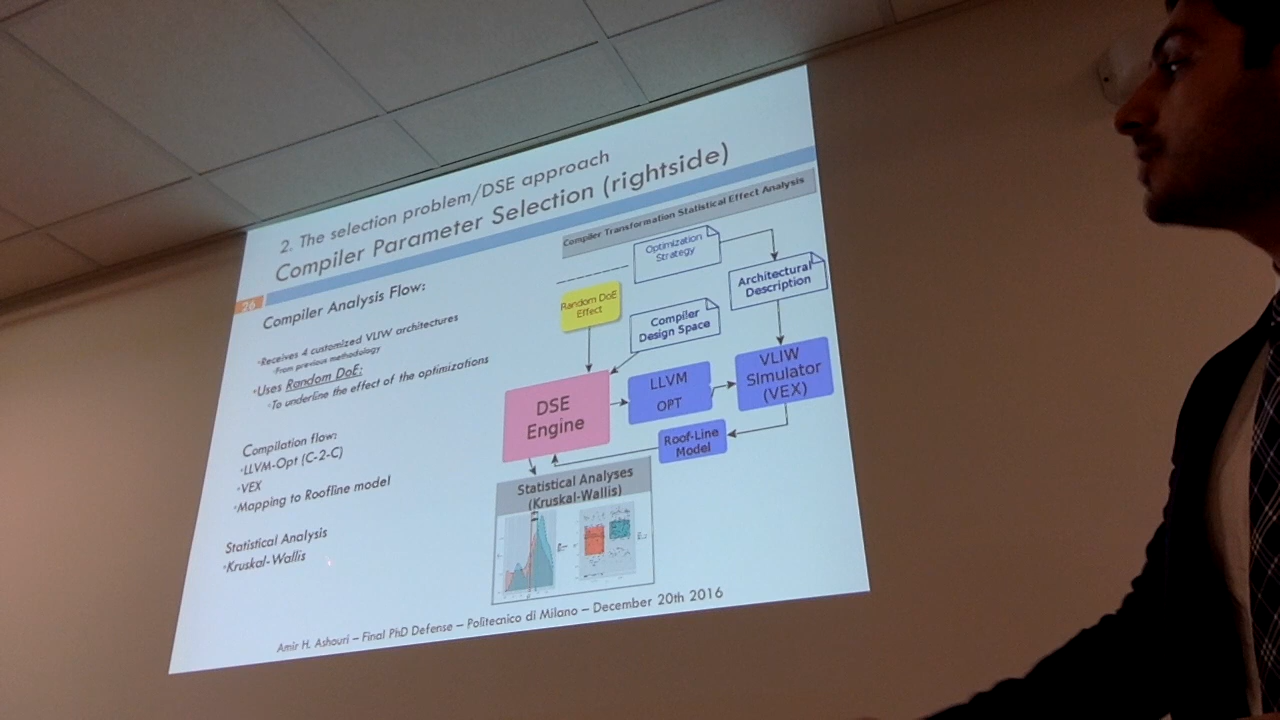 2. The selection problem/DSE approach
Compiler Parameter Selection (rightside)
26
Compiler Analysis Flow:
Receives 4 customized VLIW architectures
From previous methodology
Uses Random DoE:
To underline the effect of the optimizations
Compilation flow:
LLVM-Opt (C-2-C)
VEX
Mapping to Roofline model
Statistical Analysis
Kruskal-Wallis
Compiler Transformation Statistical Effect Analysis
Optimization
Strategy
Architectural
Description
Random DoE
Effect
Compiler
Design Space
DSE
Engine
LLVM
OPT
VLIW
Simulator
(VEX)
Roof-Line
Model
Statistical Analyses
(Kruskal-Wallis)
Amir H. Ashouri – Final PhD Defense – Politecnico di Milano – December 20th 2016